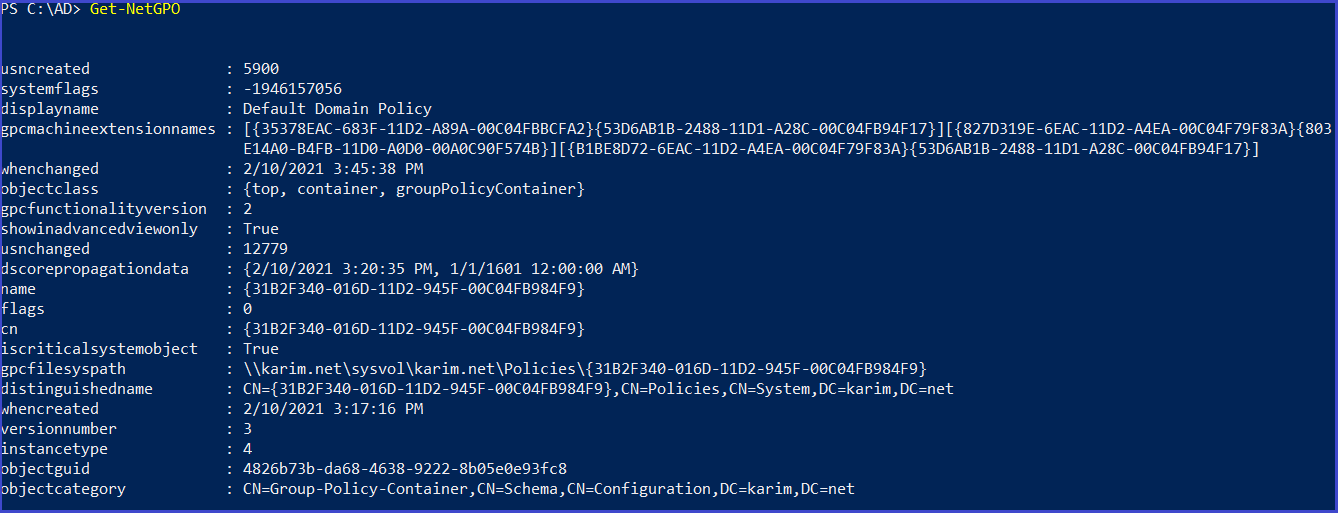 PS C:\AD> Get-NetGPO
usncreated : 5900
systemflags : -1946157056
displayname : Default Domain Policy
gpcmachineextensionnames : [{35378EAC-683F-11D2-A89A-00C04FBBCFA2}{53D6AB1B-2488-11D1-A28C-00C04FB94F17}][{827D319E-6EAC-11D2-A4EA-00C04F79F83A}{803
E14A0-B4FB-11D0-A0D0-00A0C90F574B}][{B1BE8D72-6EAC-11D2-A4EA-00C04F79F83A}{53D6AB1B-2488-11D1-A28C-00C04FB94F17}]
whenchanged : 2/10/2021 3:45:38 PM
objectclass : {top, container, groupPolicyContainer}
gpcfunctionalityversion : 2
showinadvancedviewonly : True
usnchanged : 12779
dscorepropagationdata : {2/10/2021 3:20:35 PM, 1/1/1601 12:00:00 AM}
name : {31B2F340-016D-11D2-945F-00C04FB984F9}
flags : 0
cn : {31B2F340-016D-11D2-945F-00C04FB984F9}
iscriticalsystemobject : True
gpcfilesyspath : \\karim.net\sysvol\karim.net\Policies\{31B2F340-016D-11D2-945F-00C04FB984F9}
distinguishedname : CN={31B2F340-016D-11D2-945F-00C04FB984F9},CN=Policies,CN=System,DC=karim,DC=net
whencreated : 2/10/2021 3:17:16 PM
versionnumber : 3
instancetype : 4
objectguid : 4826b73b-da68-4638-9222-8b05e0e93fc8
objectcategory : CN=Group-Policy-Container,CN=Schema,CN=Configuration,DC=karim,DC=net